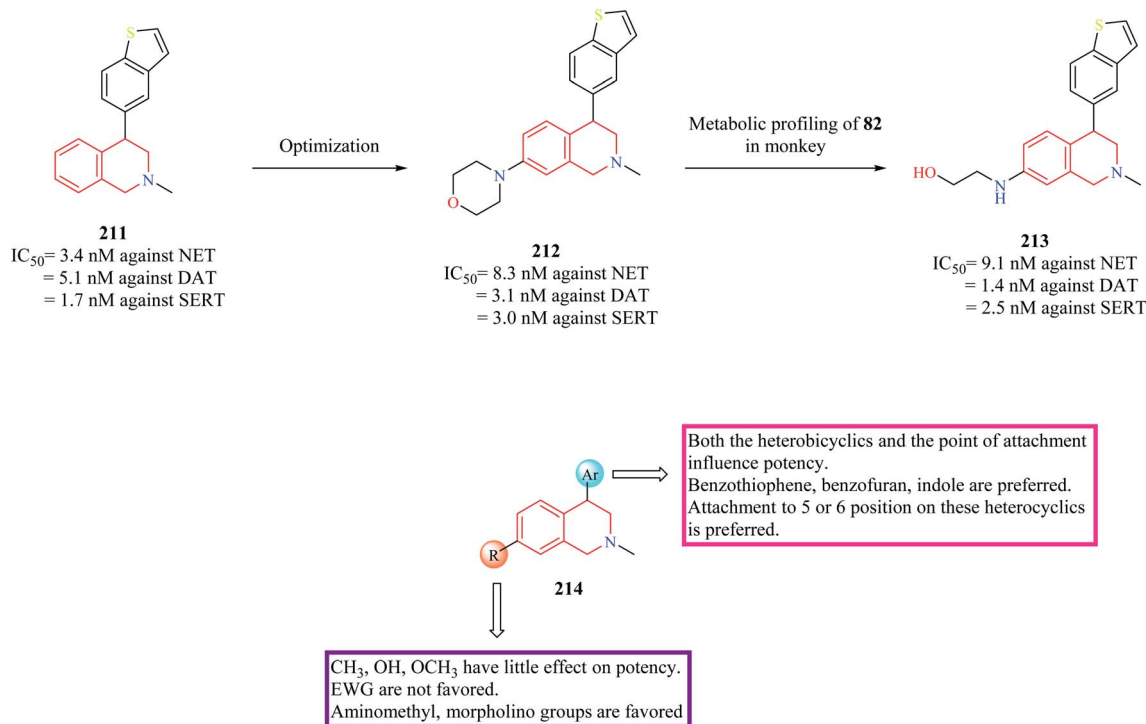 S
S
S
N
Optimization
N
O
N
Metabolic profiling of 82
in monkey
HO
N
H
N
211
IC50= 3.4 nM against NET
= 5.1 nM against DAT
= 1.7 nM against SERT
212
IC50= 8.3 nM against NET
= 3.1 nM against DAT
= 3.0 nM against SERT
213
IC50= 9.1 nM against NET
= 1.4 nM against DAT
= 2.5 nM against SERT
Ar
R
N
214
Both the heterobicyclics and the point of attachment
influence potency.
Benzothiophene, benzofuran, indole are preferred.
Attachment to 5 or 6 position on these heterocyclics
is preferred.
CH3, OH, OCH3 have little effect on potency.
EWG are not favored.
Aminomethyl, morpholino groups are favored